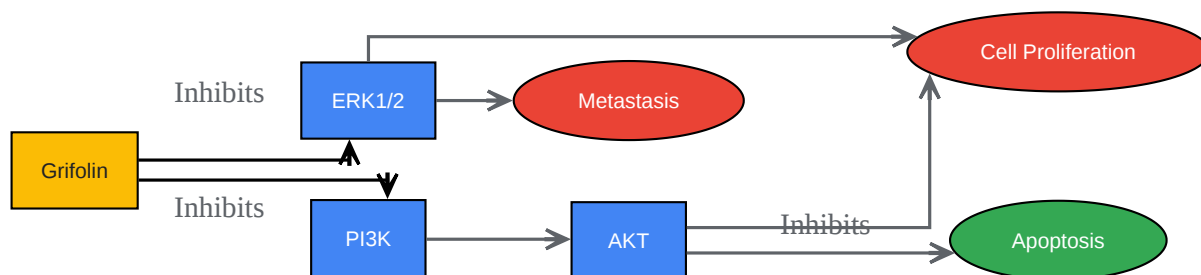 Cell Proliferation
Inhibits
ERK1/2
Metastasis
Grifolin
Inhibits
PI3K
AKT
Inhibits
Apoptosis